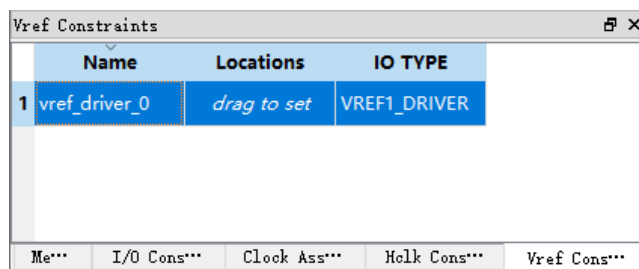 Vref Constraints
Name Locations IO TYPE
1 vref_driver_0 drag to set VREF1_DRIVER
Me... I/O Cons... Clock Ass... Hclk Cons... Vref Cons...